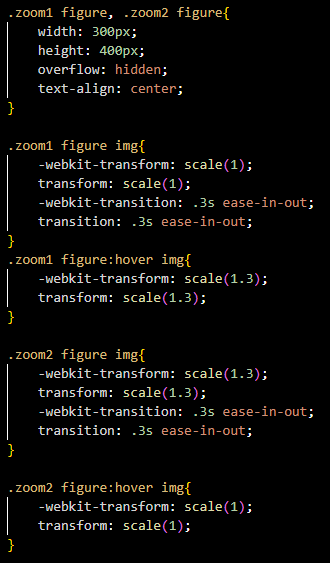 .zoom1 figure, .zoom2 figure{
width: 300px;
height: 400px;
overflow: hidden;
text-align: center;
}
.zoom1 figure img{
-webkit-transform: scale(1);
transform: scale(1);
-webkit-transition: .3s ease-in-out;
transition: .3s ease-in-out;
}
.zoom1 figure:hover img{
-webkit-transform: scale(1.3);
transform: scale(1.3);
}
.zoom2 figure img{
-webkit-transform: scale(1.3);
transform: scale(1.3);
-webkit-transition: .3s ease-in-out;
transition: .3s ease-in-out;
}
.zoom2 figure:hover img{
-webkit-transform: scale(1);
transform: scale(1);
}